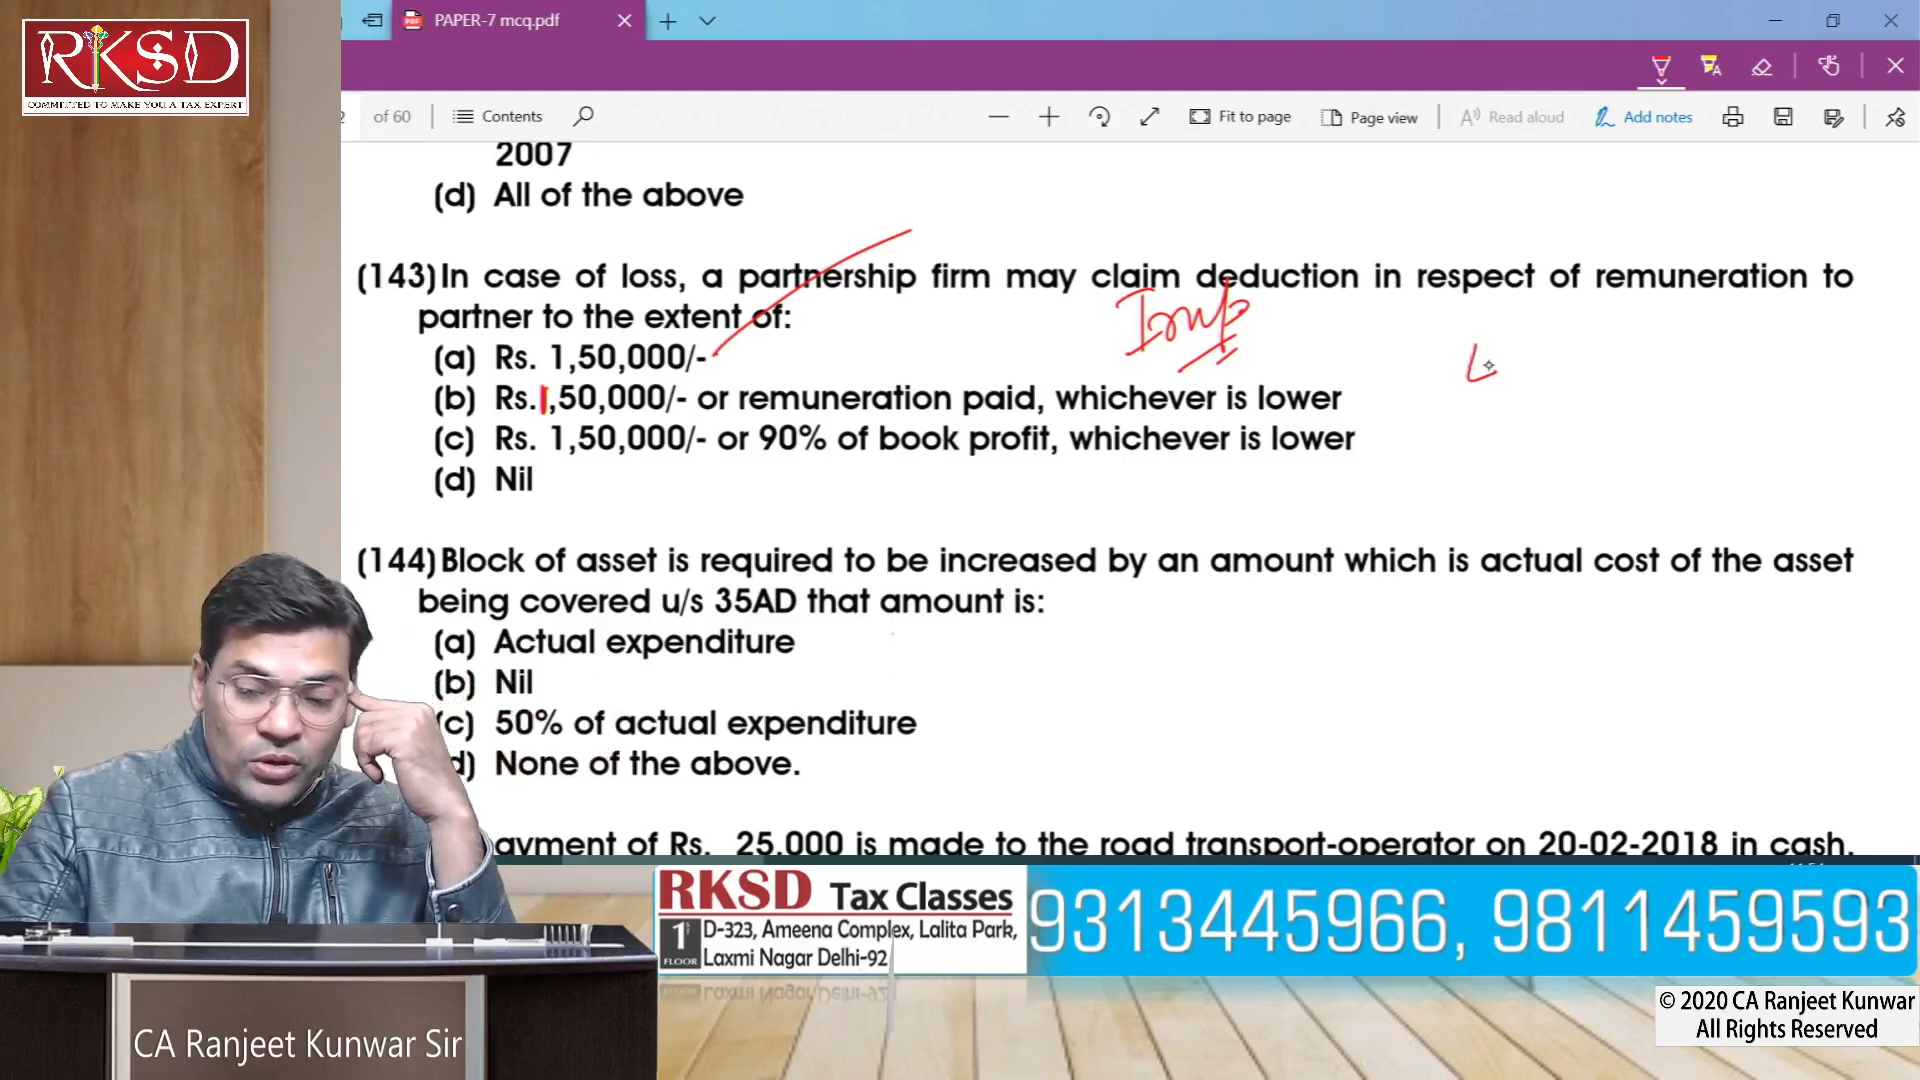 RKSD
COMMITTED TO MAKE YOU A TAX EXPERT
PAPER-7 mcq.pdf
of 60
Contents
Fit to page
Page view
Read aloud
Add notes
2007
(d) All of the above
(143) In case of loss, a partnership firm may claim deduction in respect of remuneration to
partner to the extent of:
(a) Rs. 1,50,000/-
(b) Rs.1,50,000/- or remuneration paid, whichever is lower
(c) Rs. 1,50,000/- or 90% of book profit, whichever is lower
(d) Nil
(144) Block of asset is required to be increased by an amount which is actual cost of the asset
being covered u/s 35AD that amount is:
(a) Actual expenditure
(b) Nil
(c) 50% of actual expenditure
(d) None of the above.
ayment of Rs. 25,000 is made to the road transport-operator on 20-02-2018 in cash.
RKSD Tax Classes
1ST FLOOR
D-323, Ameena Complex, Lalita Park,
Laxmi Nagar Delhi-92
9313445966, 9811459593
CA Ranjeet Kunwar Sir
© 2020 CA Ranjeet Kunwar
All Rights Reserved